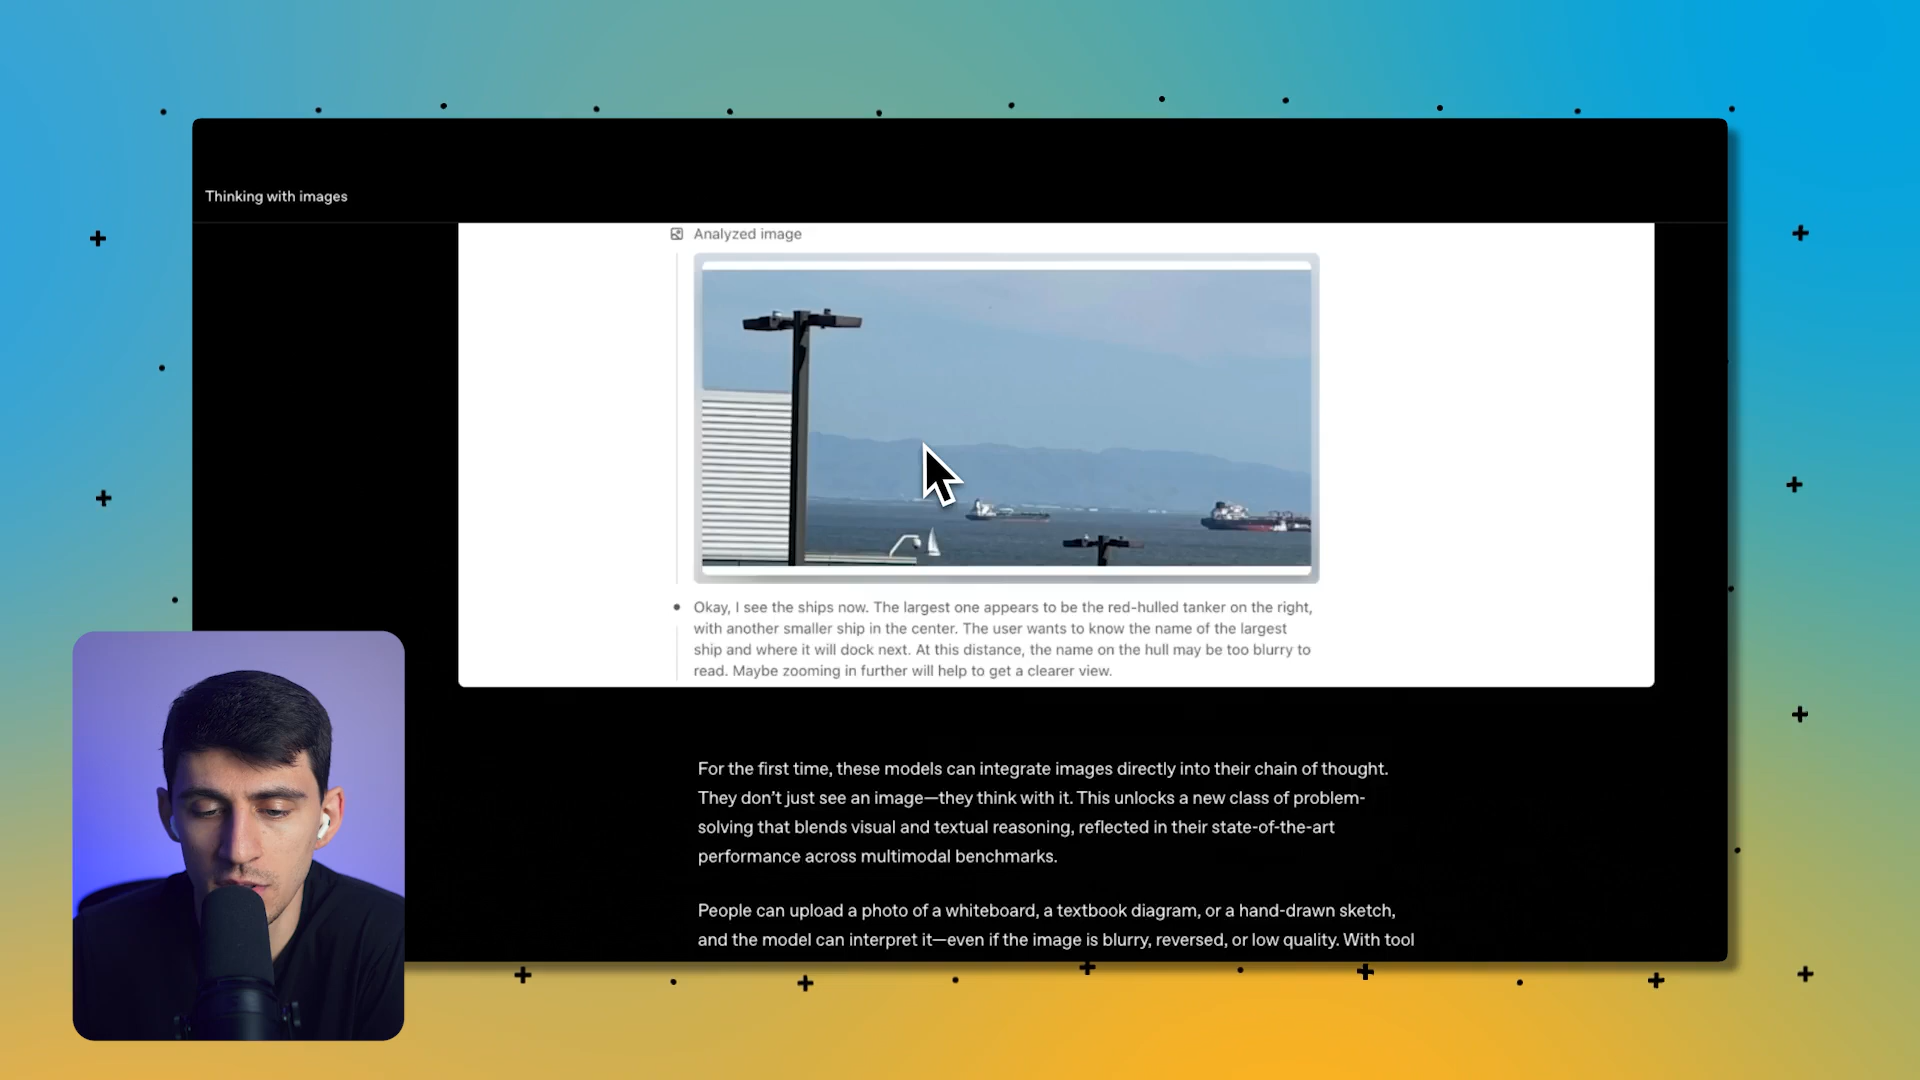 Thinking with images
Analyzed image
Okay, I see the ships now. The largest one appears to be the red-hulled tanker on the right,
with another smaller ship in the center. The user wants to know the name of the largest
ship and where it will dock next. At this distance, the name on the hull may be too blurry to
read. Maybe zooming in further will help to get a clearer view.
For the first time, these models can integrate images directly into their chain of thought.
They don’t just see an image—they think with it. This unlocks a new class of problem-
solving that blends visual and textual reasoning, reflected in their state-of-the-art
performance across multimodal benchmarks.
People can upload a photo of a whiteboard, a textbook diagram, or a hand-drawn sketch,
and the model can interpret it—even if the image is blurry, reversed, or low quality. With tool